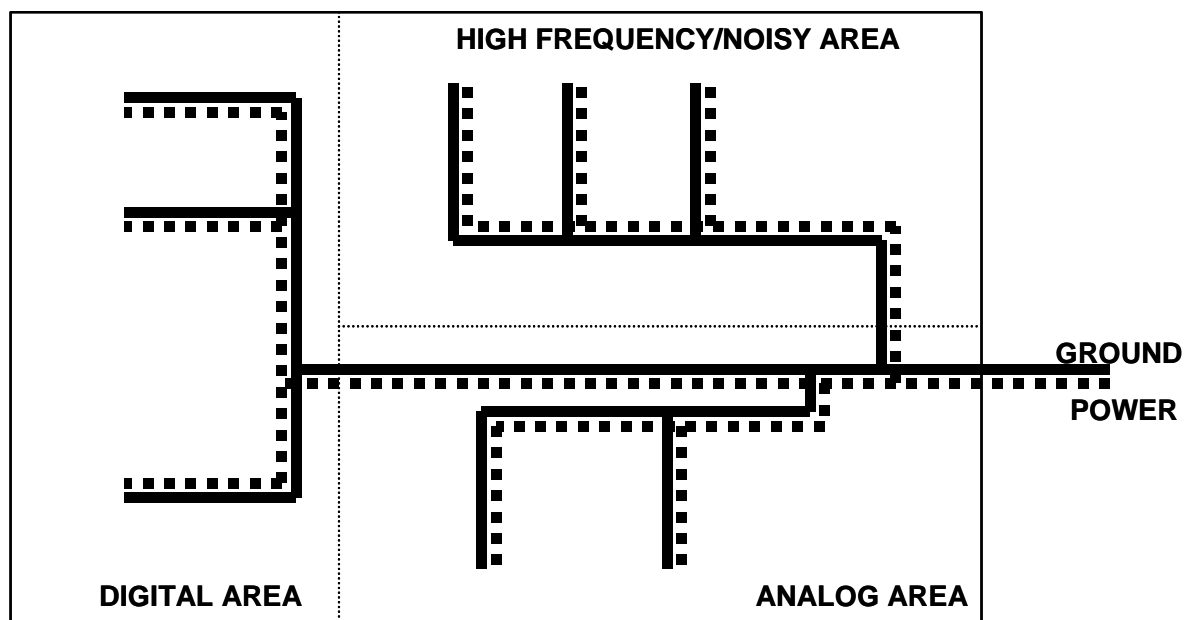 HIGH FREQUENCY/NOISY AREA
GROUND
POWER
DIGITAL AREA
ANALOG AREA